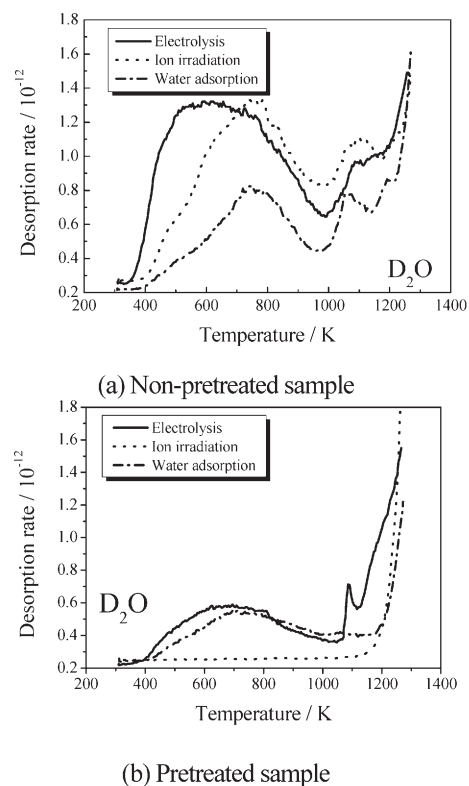 1.8
1.6
1.4
1.2
1.0
0.8
0.6
0.4
0.2
Desorption rate / 10-12
Electrolysis
Ion irradiation
Water adsorption
D2O
200 400 600 800 1000 1200 1400
Temperature / K
(a) Non-pretreated sample
1.8
1.6
1.4
1.2
1.0
0.8
0.6
0.4
0.2
Desorption rate / 10-12
Electrolysis
Ion irradiation
Water adsorption
D2O
200 400 600 800 1000 1200 1400
Temperature / K
(b) Pretreated sample